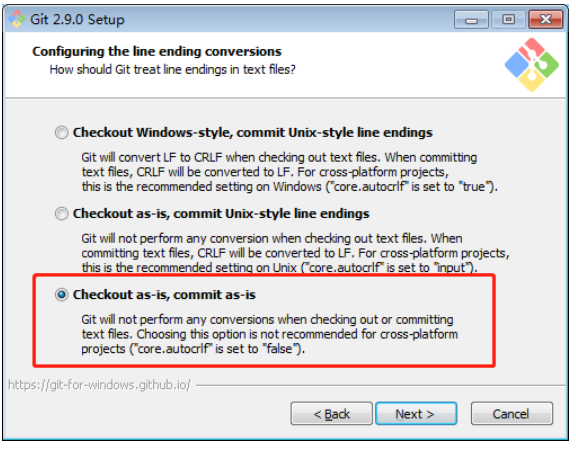 Git 2.9.0 Setup
Configuring the line ending conversions
How should Git treat line endings in text files?
Checkout Windows-style, commit Unix-style line endings
Git will convert LF to CRLF when checking out text files. When committing
text files, CRLF will be converted to LF. For cross-platform projects,
this is the recommended setting on Windows ("core.autocrlf" is set to "true").
Checkout as-is, commit Unix-style line endings
Git will not perform any conversion when checking out text files. When
committing text files, CRLF will be converted to LF. For cross-platform projects,
this is the recommended setting on Unix ("core.autocrlf" is set to "input").
Checkout as-is, commit as-is
Git will not perform any conversions when checking out or committing
text files. Choosing this option is not recommended for cross-platform
projects ("core.autocrlf" is set to "false").
https://git-for-windows.github.io/
< Back Next > Cancel